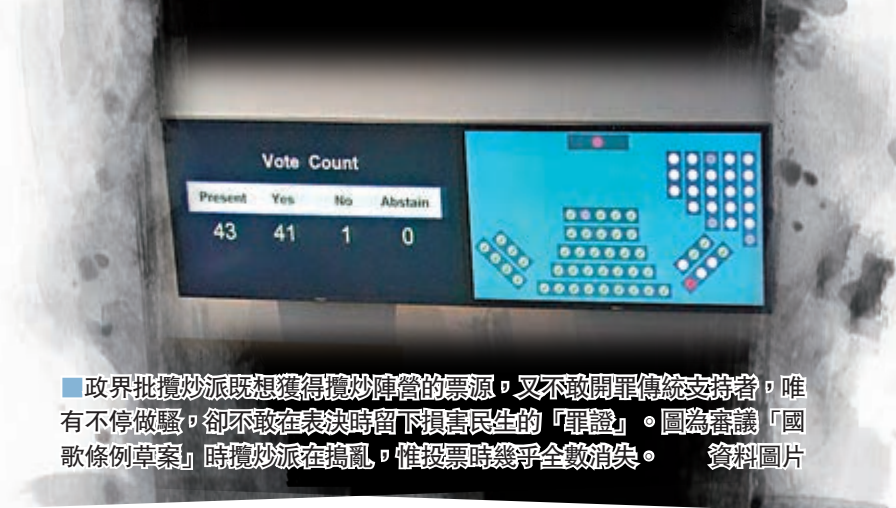 Vote Count
Present Yes No Abstain
43 41 1 0
政界批攬炒派既想獲得攬炒陣營的票源，又不敢開罪傳統支持者，唯
有不停做騷，卻不敢在表決時留下損害民生的「罪證」。圖為審議「國
歌條例草案」時攬炒派在搗亂，惟投票時幾乎全數消失。 資料圖片